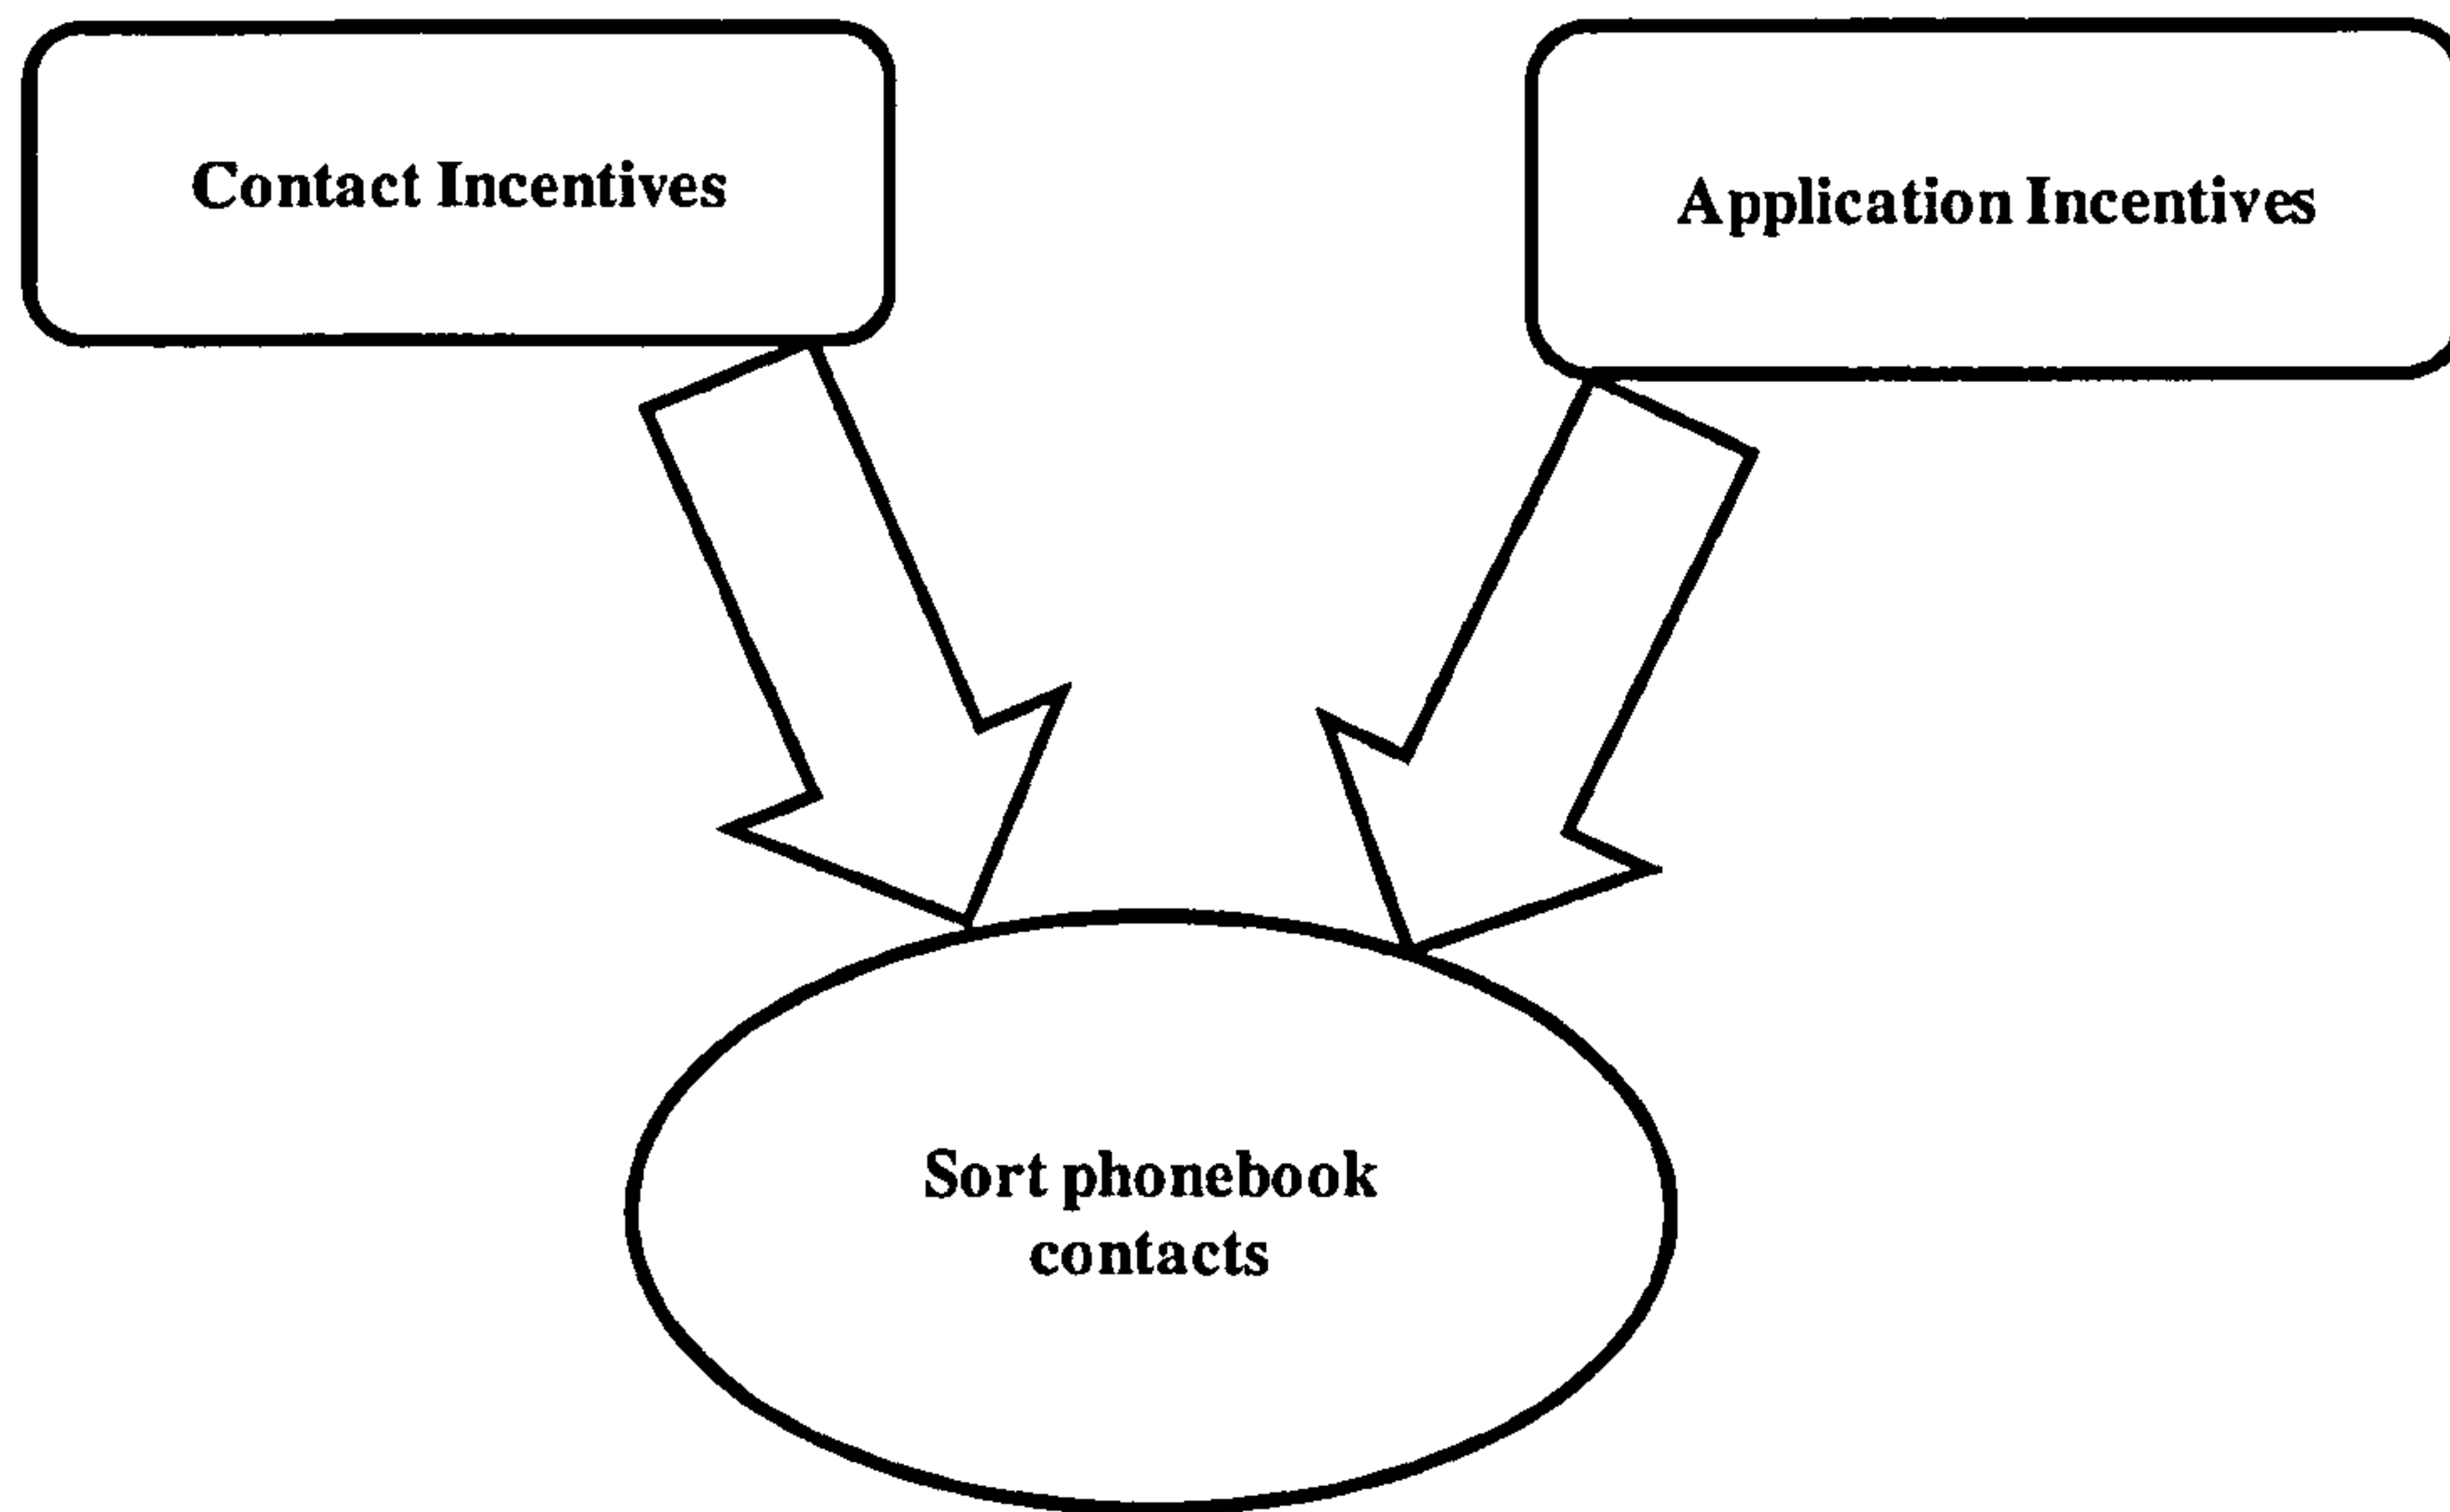 Contact Incentives
Application Incentives
Sort phonebook
contacts